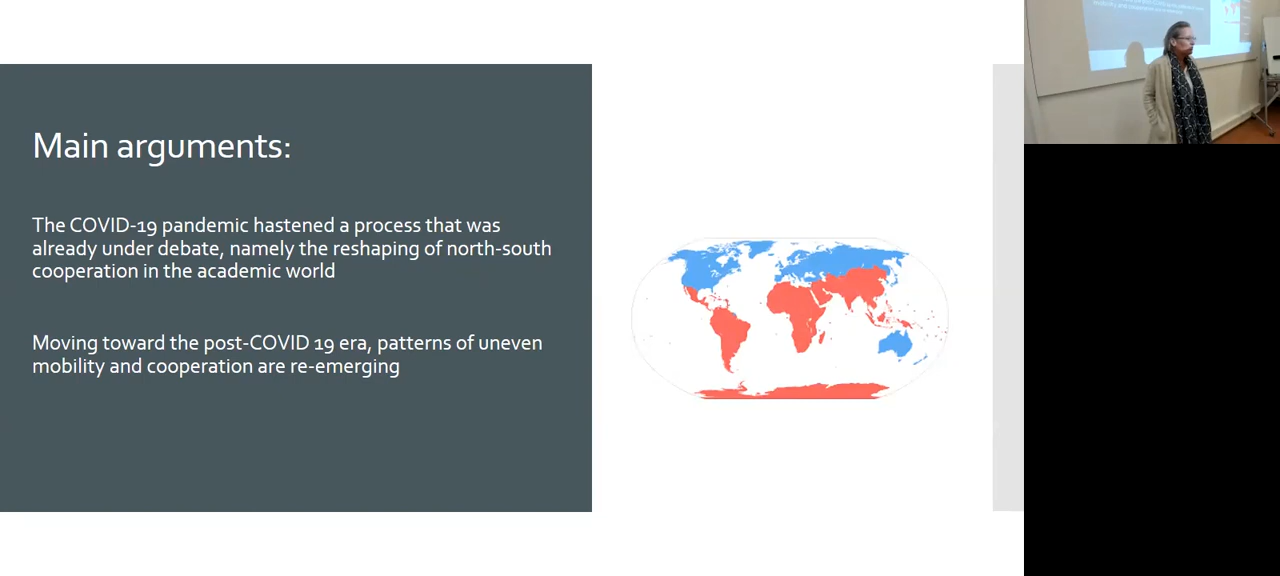 Main arguments:
The COVID-19 pandemic hastened a process that was
already under debate, namely the reshaping of north-south
cooperation in the academic world
Moving toward the post-COVID 19 era, patterns of uneven
mobility and cooperation are re-emerging